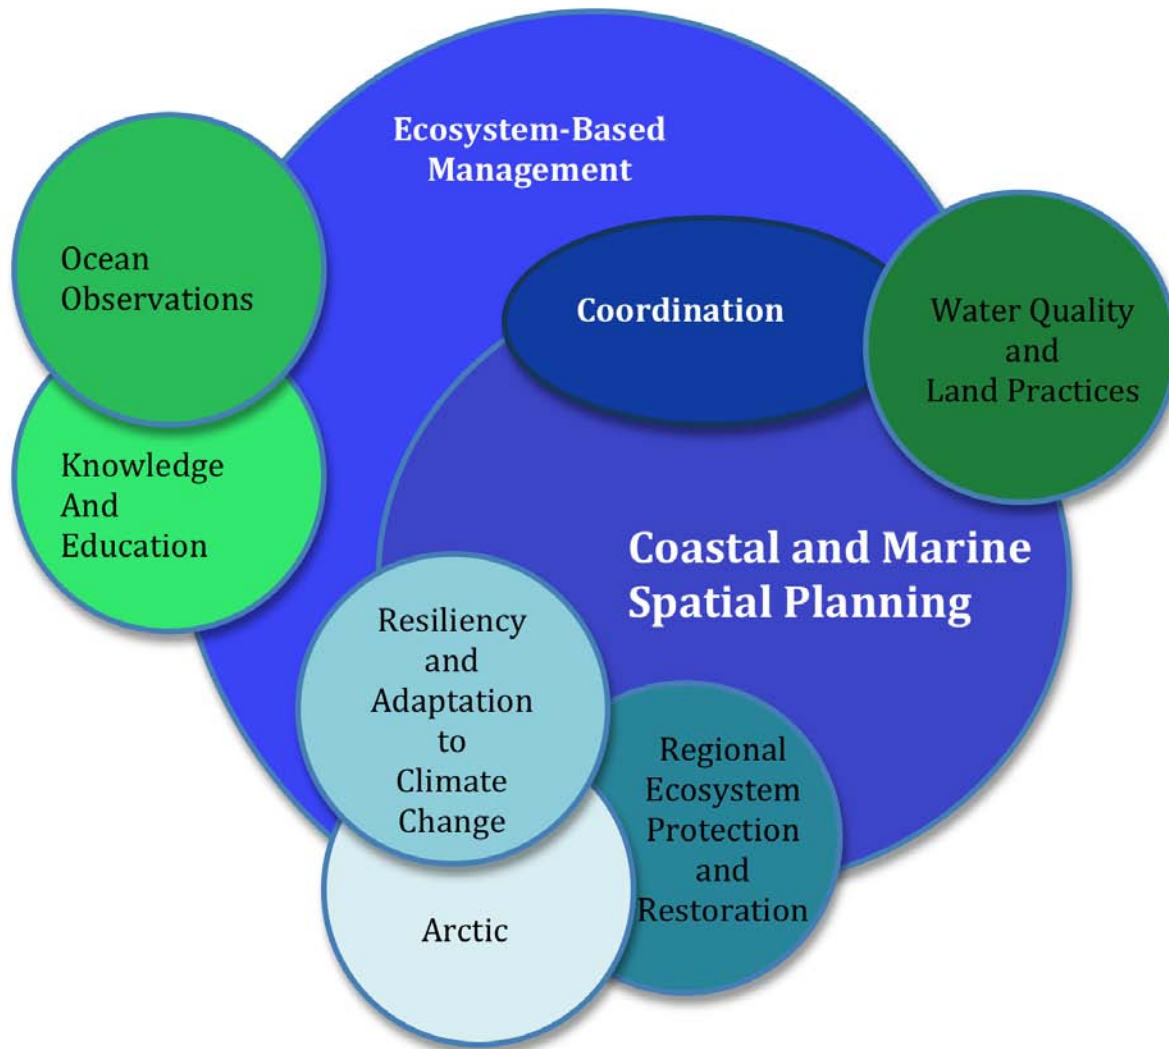 Ecosystem-Based
Management
Ocean
Observations
Coordination
Water Quality
and
Land Practices
Knowledge
And
Education
Coastal and Marine
Spatial Planning
Resiliency
and
Adaptation
to
Climate
Change
Regional
Ecosystem
Protection
and
Restoration
Arctic